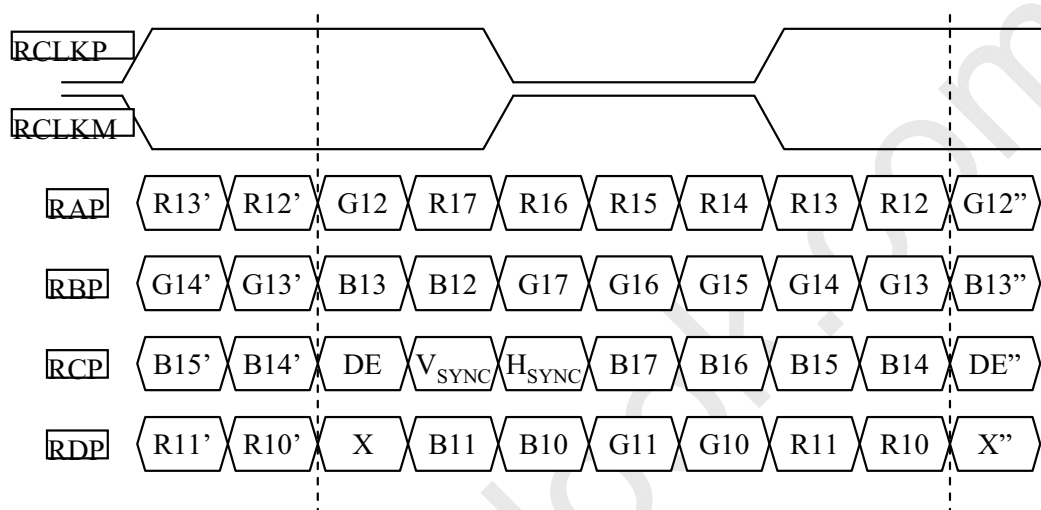 RCLKP
RCLKM
RAP R13' R12' G12 R17 R16 R15 R14 R13 R12 G12”
RBP G14' G13' B13 B12 G17 G16 G15 G14 G13 B13”
RCP B15' B14' DE VSYNC HSYNC B17 B16 B15 B14 DE”
RDP R11' R10' X B11 B10 G11 G10 R11 R10 X”